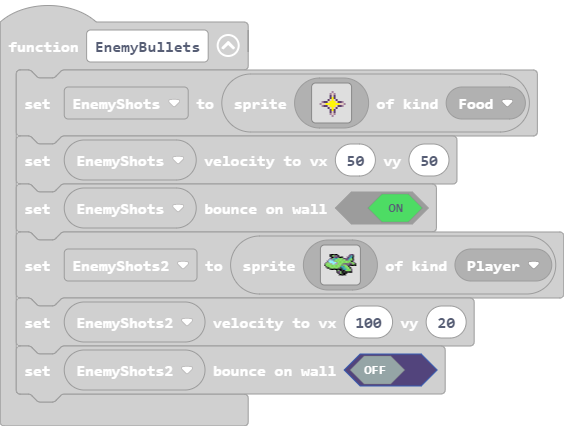 function EnemyBullets
set EnemyShots to sprite of kind Food
set EnemyShots velocity to vx 50 vy 50
set EnemyShots bounce on wall ON
set EnemyShots2 to sprite of kind Player
set EnemyShots2 velocity to vx 100 vy 20
set EnemyShots2 bounce on wall OFF